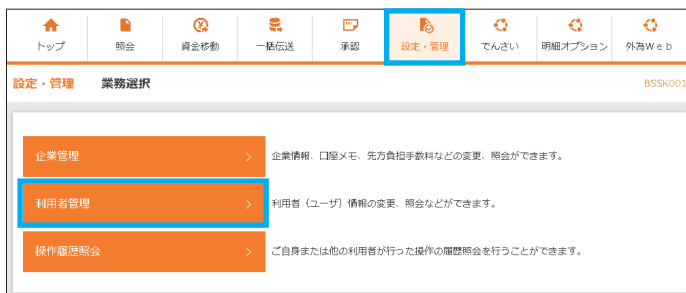 トップ 照会 資金移動 一括伝送 承認 設定・管理 でんさい 明細オプション 外為Ｗｅｂ
設定・管理 業務選択 BSSK001
企業管理 企業情報、口座メモ、先方負担手数料などの変更、照会ができます。
利用者管理 利用者（ユーザ）情報の変更、照会などができます。
操作履歴照会 ご自身または他の利用者が行った操作の履歴照会を行うことができます。